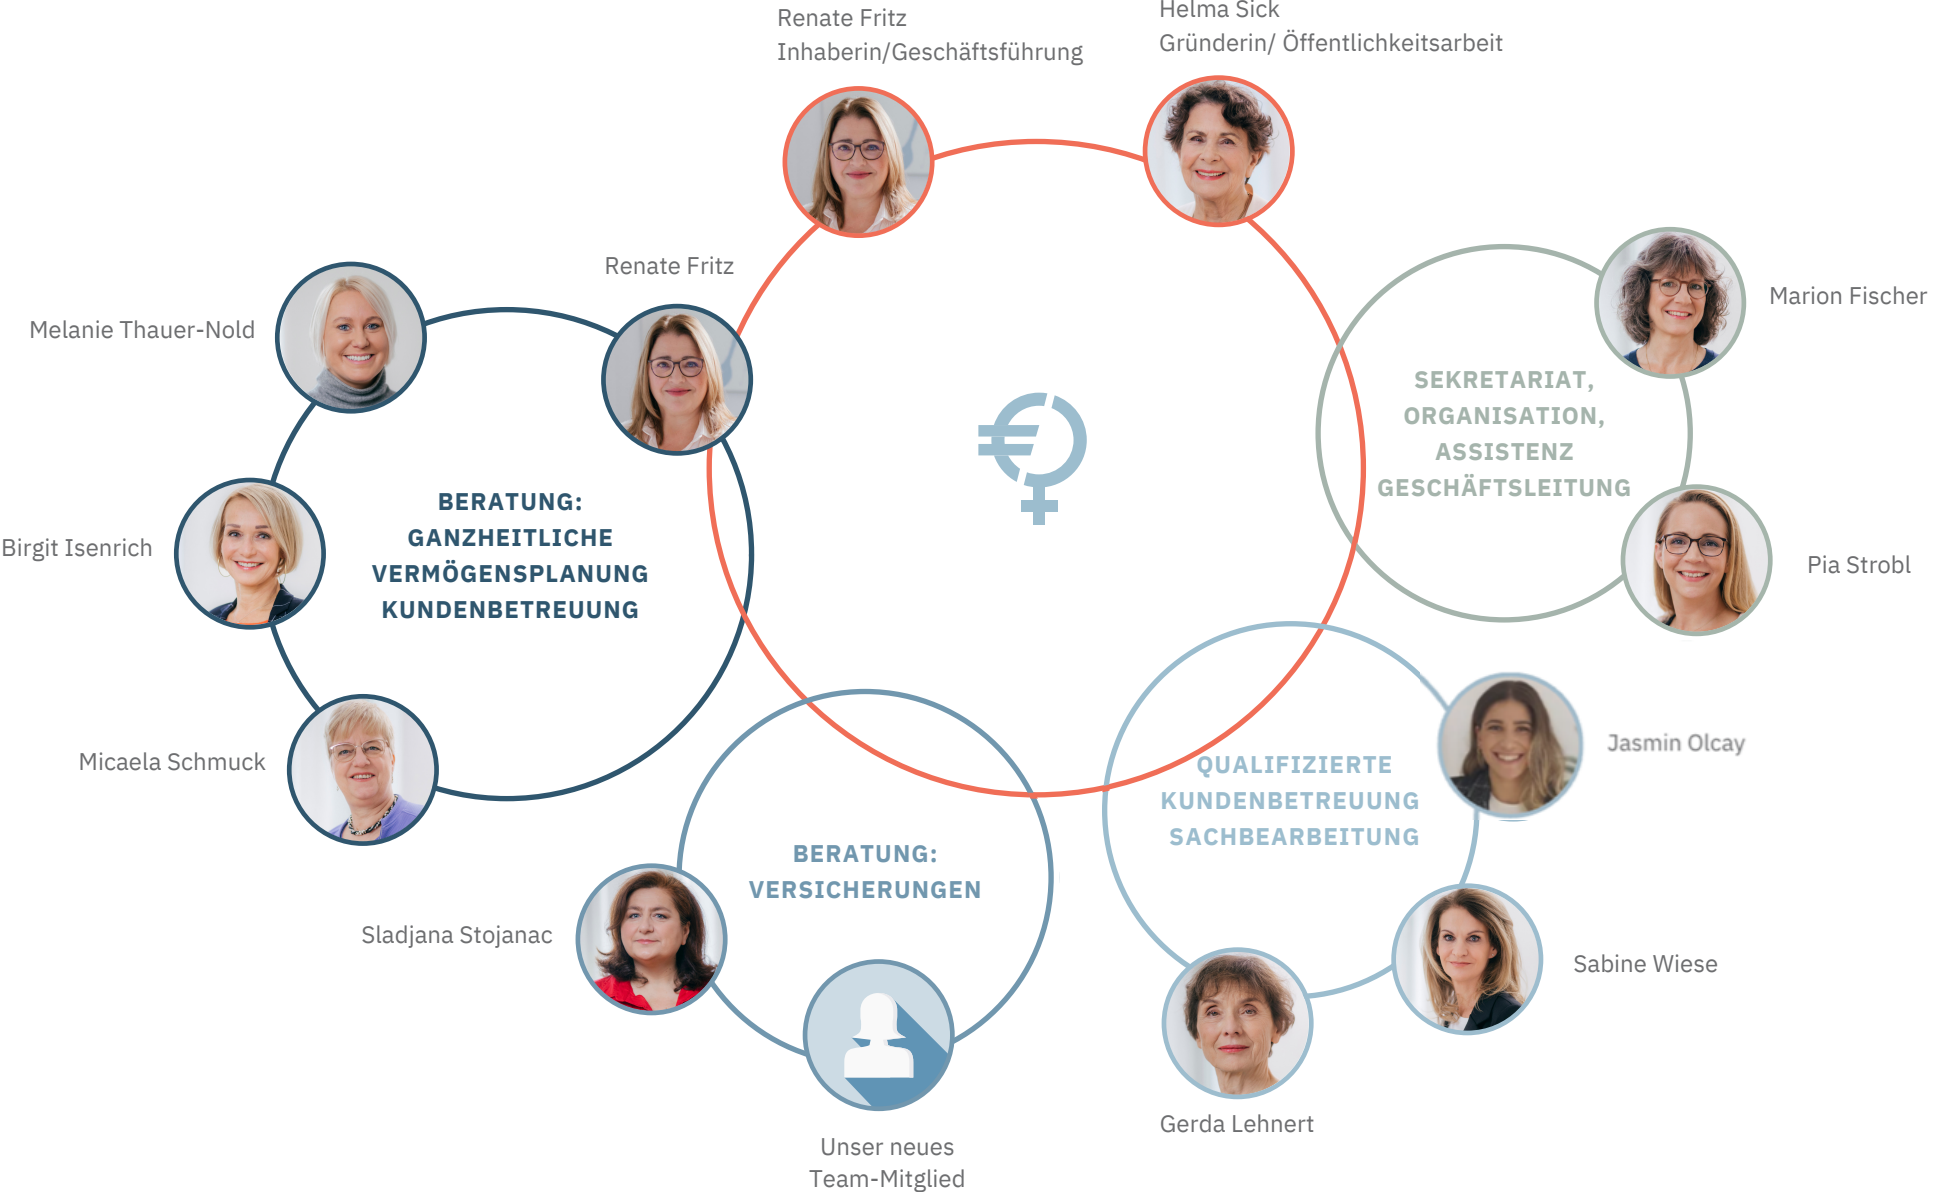 Renate Fritz
Inhaberin/Geschäftsführung
Helma Sick
Gründerin/ Öffentlichkeitsarbeit
Renate Fritz
Melanie Thauer-Nold
Birgit Isenrich
Micaela Schmuck
BERATUNG:
GANZHEITLICHE
VERMÖGENSPLANUNG
KUNDENBETREUUNG
Marion Fischer
SEKRETARIAT,
ORGANISATION,
ASSISTENZ
GESCHÄFTSLEITUNG
Pia Strobl
Jasmin Olcay
QUALIFIZIERTE
KUNDENBETREUUNG
SACHBEARBEITUNG
Sabine Wiese
Gerda Lehnert
BERATUNG:
VERSICHERUNGEN
Sladjana Stojanac
Unser neues
Team-Mitglied